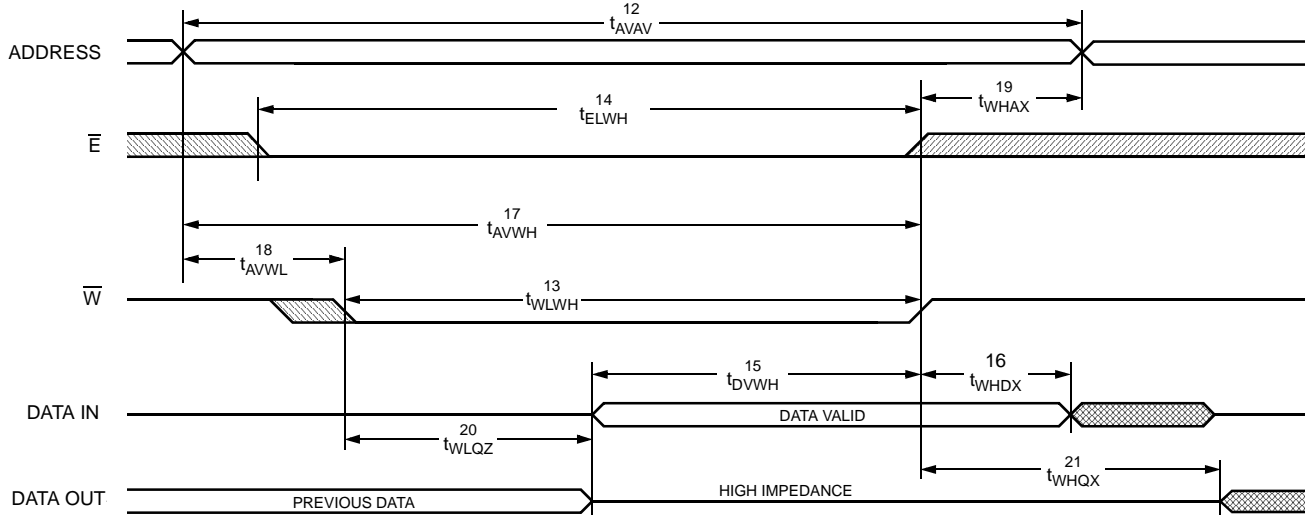 12
tAVAV
ADDRESS
14
tELWH
19
tWHAX
E
17
tAVWH
18
tAVWL
W
13
tWLWH
15
tDVWH
16
tWHDX
DATA IN
DATA VALID
20
tWLQZ
21
tWHQX
DATA OUT
PREVIOUS DATA
HIGH IMPEDANCE